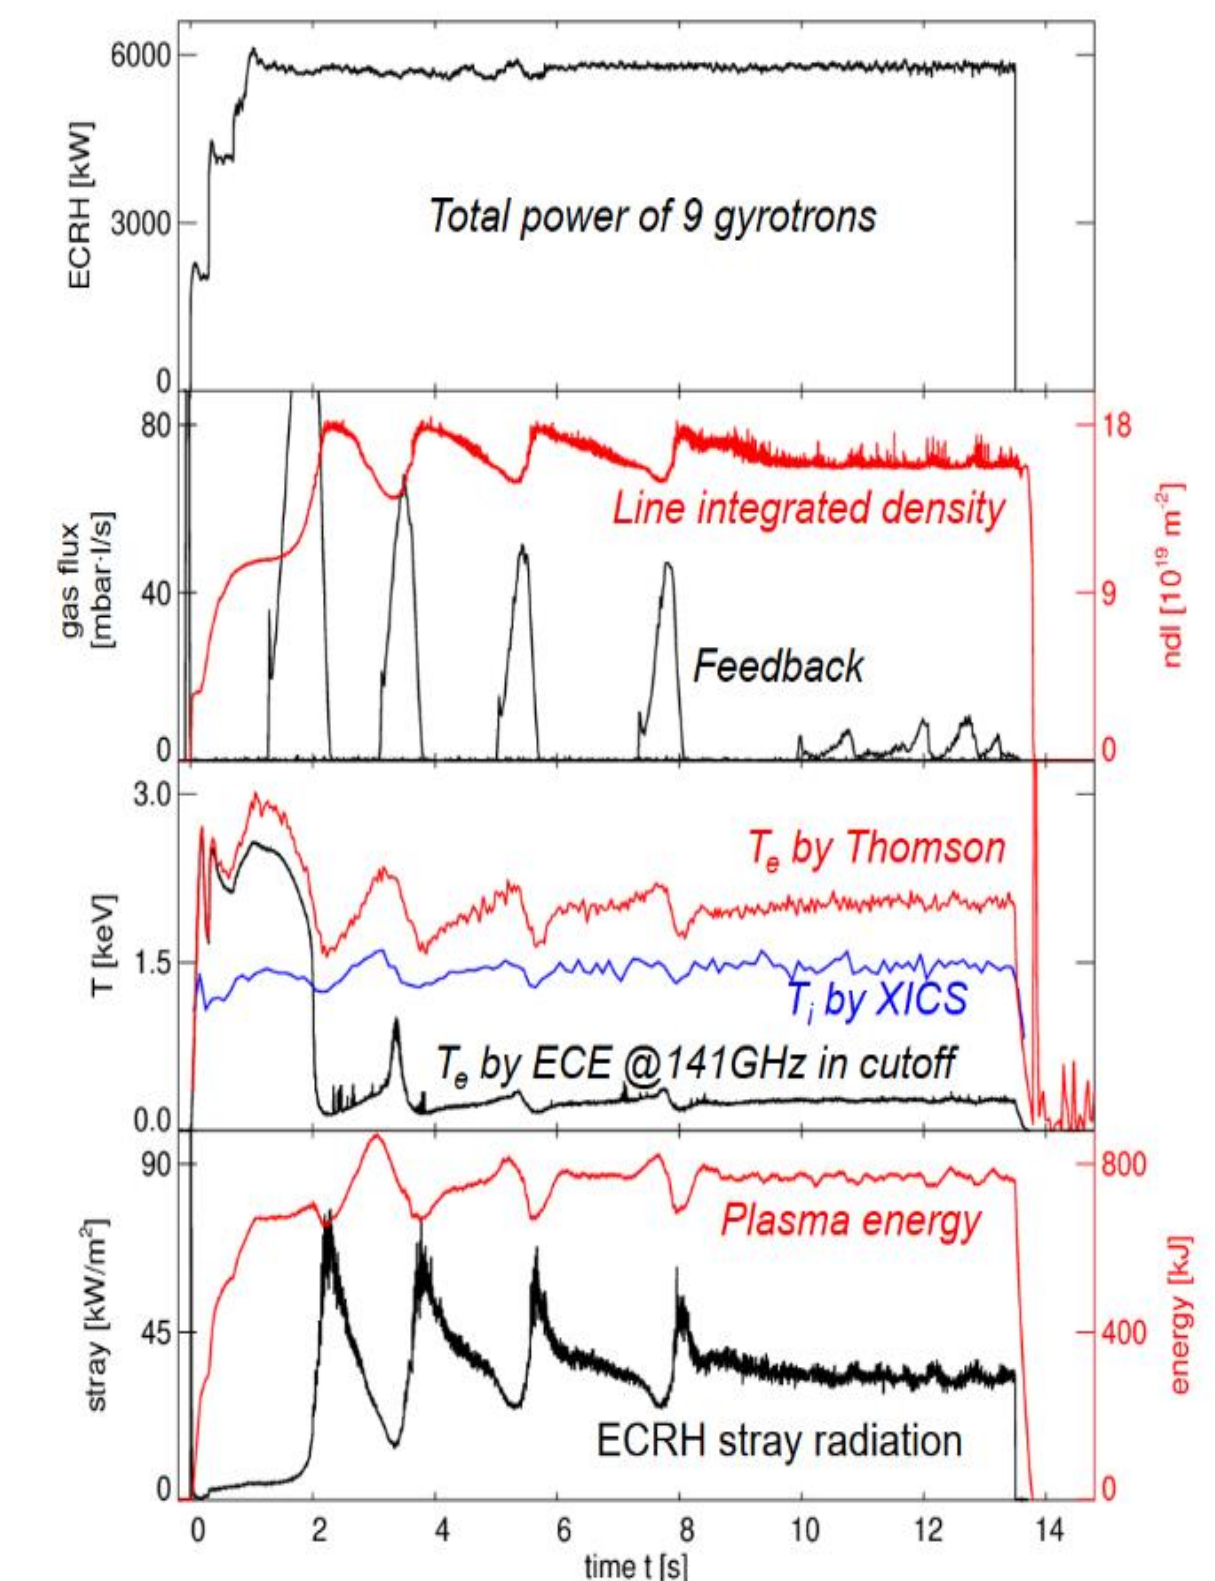 6000
3000
0
ECRH [kW]
Total power of 9 gyrotrons
80
40
0
gas flux
[mbar·l/s]
18
9
0
ndl [10¹⁹ m⁻²]
Line integrated density
Feedback
3.0
1.5
0.0
T [keV]
Tₑ by Thomson
Tᵢ by XICS
Tₑ by ECE @141GHz in cutoff
90
45
0
stray [kW/m²]
800
400
0
energy [kJ]
Plasma energy
ECRH stray radiation
0 2 4 6 8 10 12 14
time t [s]